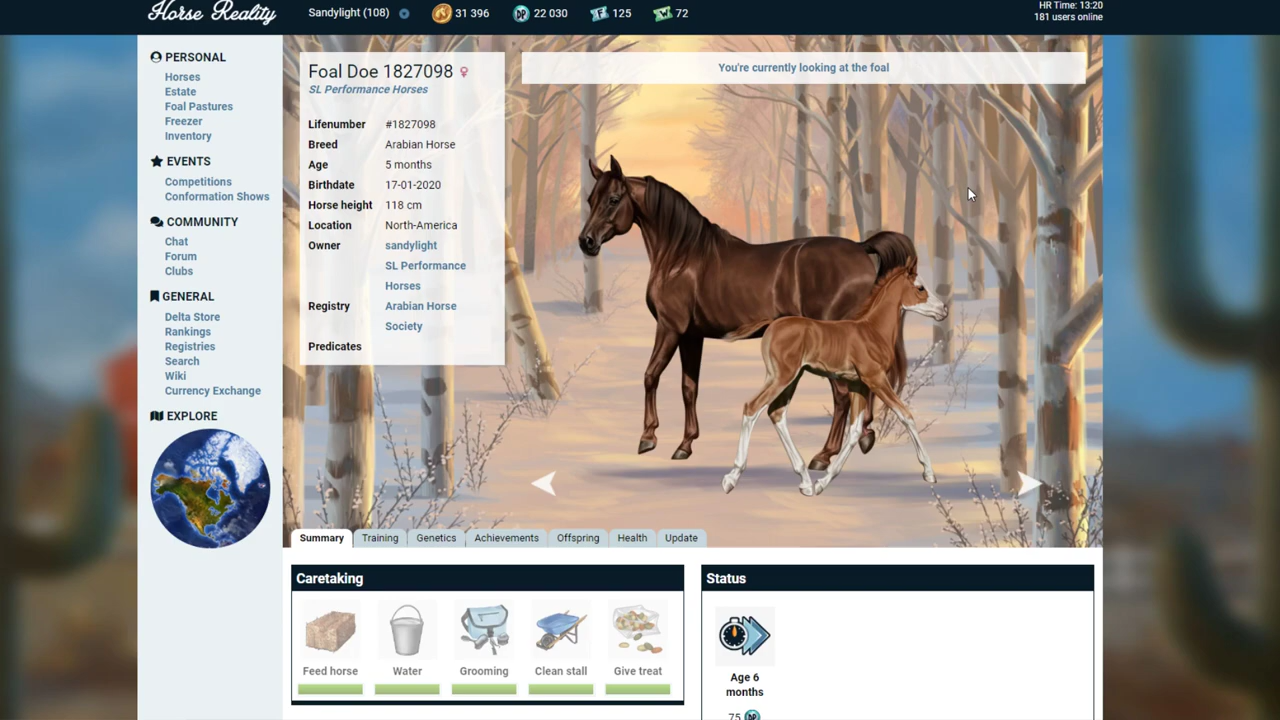 Horse Reality
Sandylight (108)
31 396
DP
22 030
125
72
HR Time: 13:20
181 users online
PERSONAL
Horses
Estate
Foal Pastures
Freezer
Inventory
EVENTS
Competitions
Conformation Shows
COMMUNITY
Chat
Forum
Clubs
GENERAL
Delta Store
Rankings
Registries
Search
Wiki
Currency Exchange
EXPLORE
Foal Doe 1827098
SL Performance Horses
Lifenumber #1827098
Breed Arabian Horse
Age 5 months
Birthdate 17-01-2020
Horse height 118 cm
Location North-America
Owner sandylight
SL Performance
Horses
Registry Arabian Horse
Society
Predicates
You're currently looking at the foal
Summary Training Genetics Achievements Offspring Health Update
Caretaking
Feed horse Water Grooming Clean stall Give treat
Status
Age 6
months
75 DP